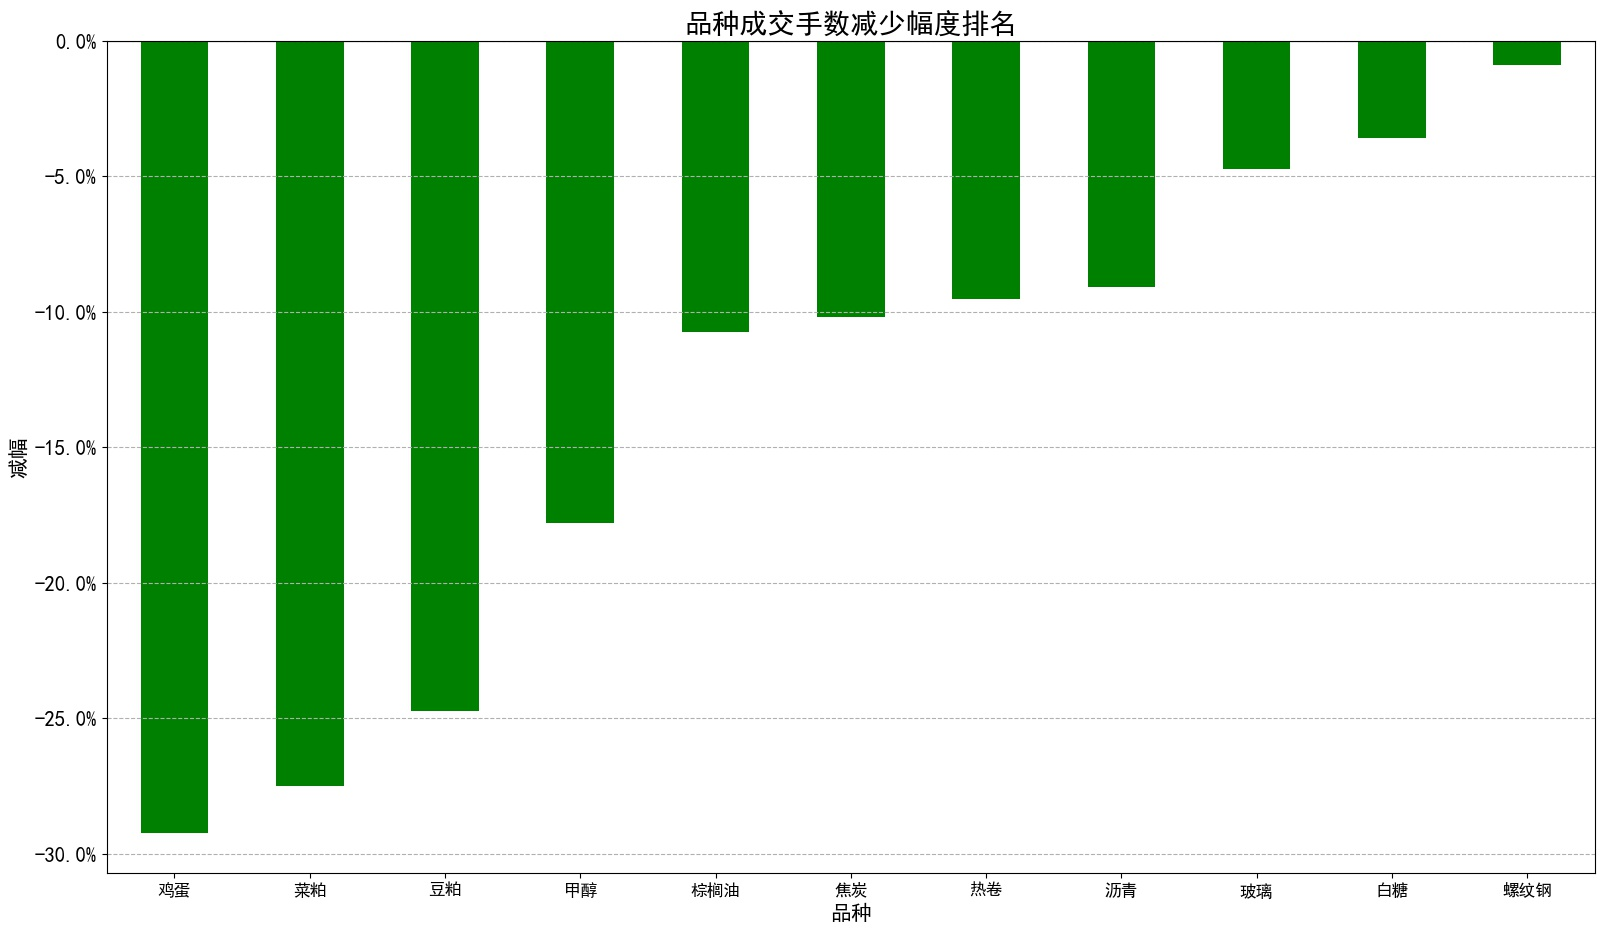 品种成交手数减少幅度排名
0.0%
−5.0%
−10.0%
−15.0%
−20.0%
−25.0%
−30.0%
减幅
鸡蛋 菜粕 豆粕 甲醇 棕榈油 焦炭 热卷 沥青 玻璃 白糖 螺纹钢
品种